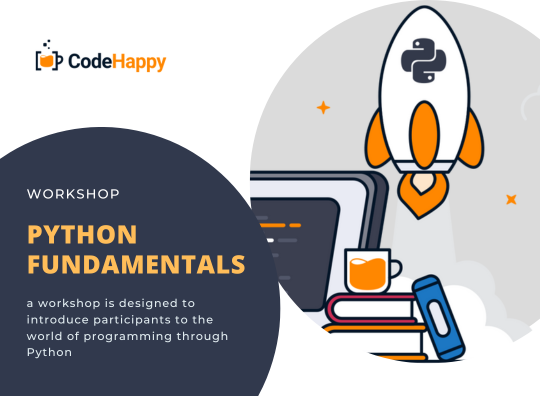 CodeHappy
WORKSHOP
PYTHON
FUNDAMENTALS
a workshop is designed to
introduce participants to the
world of programming through
Python